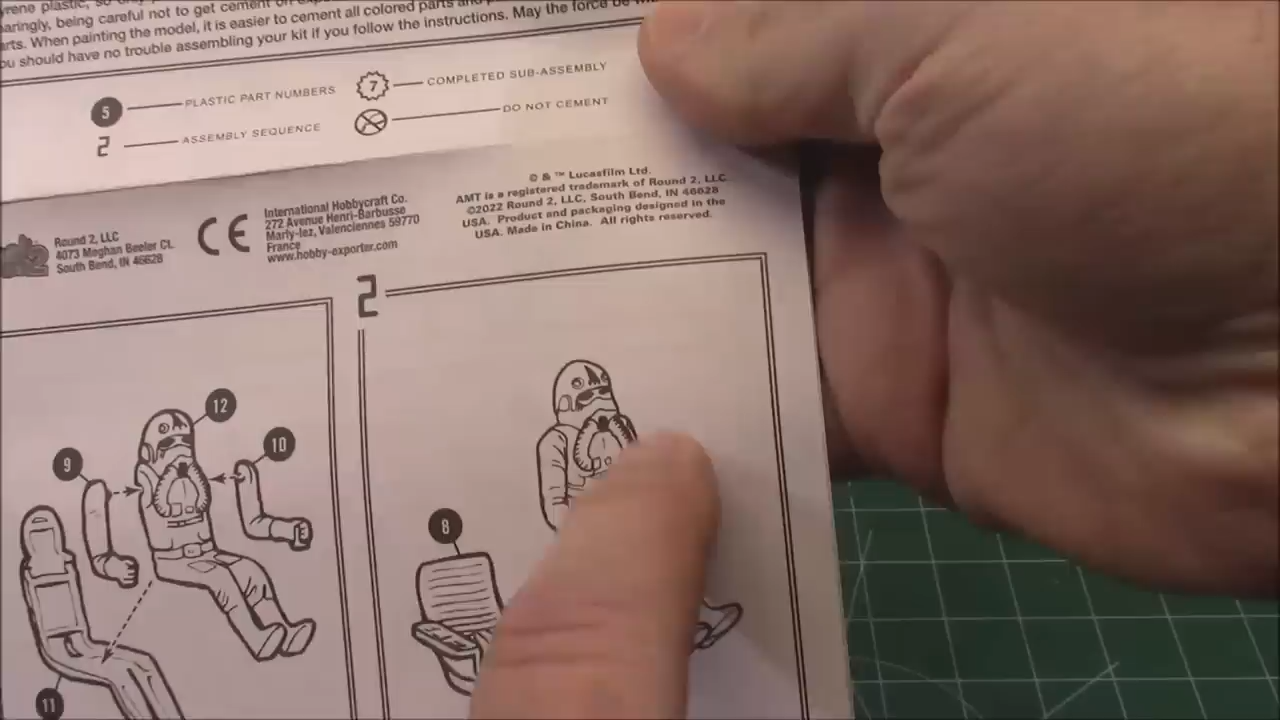 aringly, being careful not to get cement on
arts. When painting the model, it is easier to cement all colored parts and
ou should have no trouble assembling your kit if you follow the instructions. May the force be
5 PLASTIC PART NUMBERS
7 COMPLETED SUB-ASSEMBLY
2 ASSEMBLY SEQUENCE
DO NOT CEMENT
Round 2, LLC
4073 Meghan Beeler Ct.
South Bend, IN 46628
CE
International Hobbycraft Co.
272 Avenue Henri-Barbusse
Marly-lez, Valenciennes 59770
France
www.hobby-exporter.com
© & ™ Lucasfilm Ltd.
AMT is a registered trademark of Round 2, LLC.
©2022 Round 2, LLC, South Bend, IN 46628
USA. Product and packaging designed in the
USA. Made in China. All rights reserved.
2
12
10
9
11
8